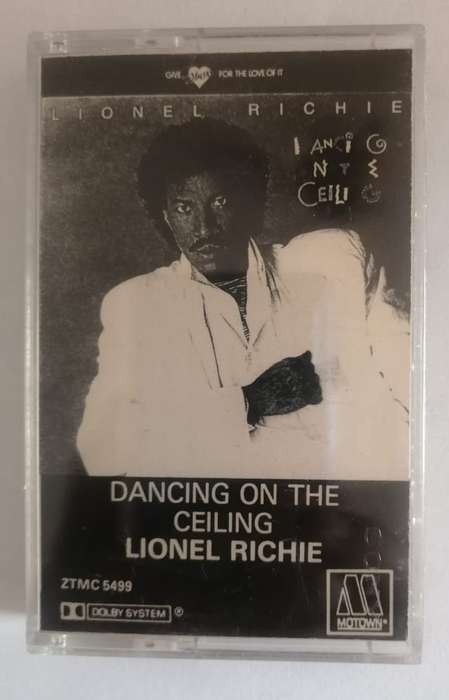 GIVE MUSIC FOR THE LOVE OF IT
LIONEL RICHIE
DANCING ON THE
CEILING
LIONEL RICHIE
ZTMC 5499
DOLBY SYSTEM ®
M
MOTOWN®